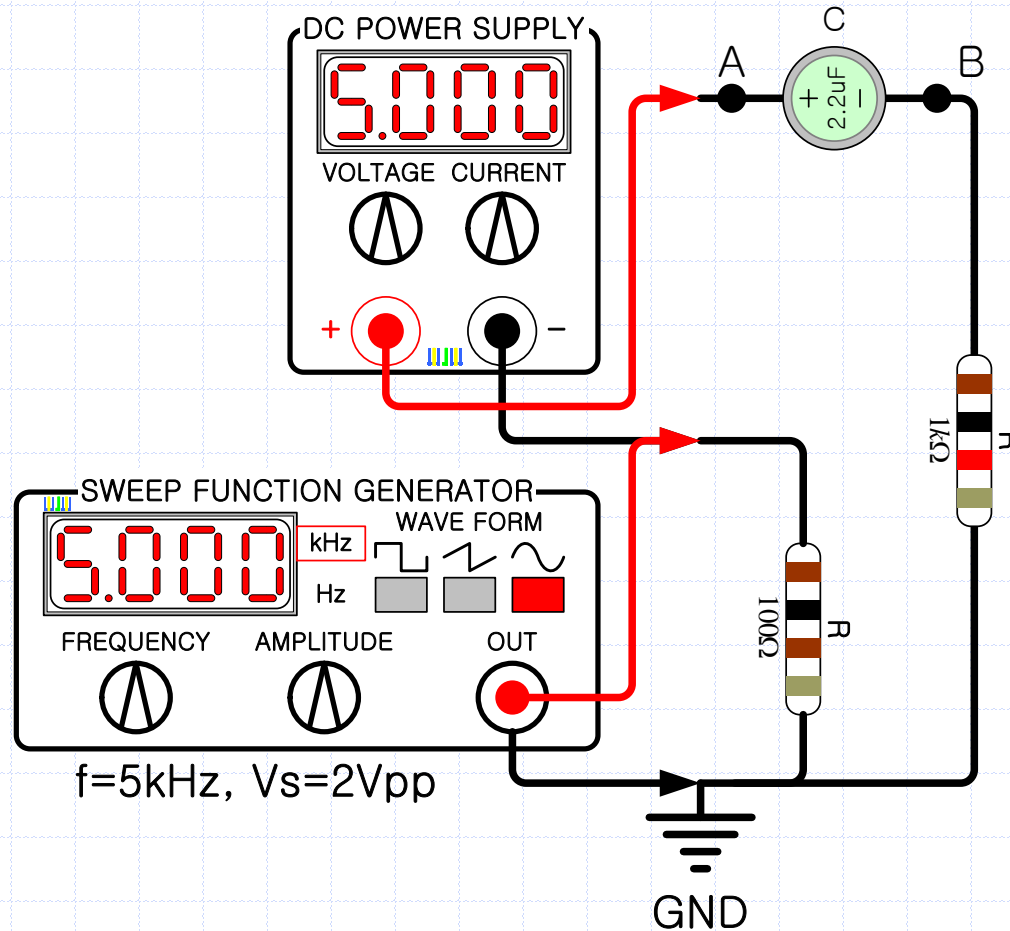 DC POWER SUPPLY
5.000
VOLTAGE CURRENT
+ −
A
C
B
+ 2.2uF −
1kΩ
SWEEP FUNCTION GENERATOR
5.000
kHz
Hz
WAVE FORM
FREQUENCY AMPLITUDE OUT
100Ω
R
f=5kHz, Vs=2Vpp
GND